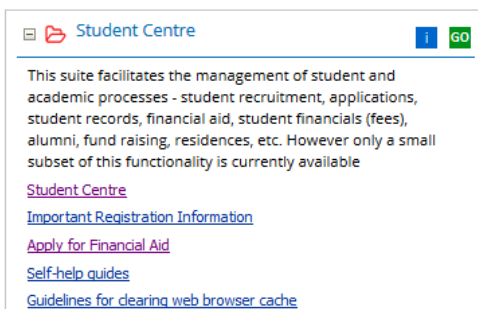 Student Centre
i GO
This suite facilitates the management of student and
academic processes - student recruitment, applications,
student records, financial aid, student financials (fees),
alumni, fund raising, residences, etc. However only a small
subset of this functionality is currently available
Student Centre
Important Registration Information
Apply for Financial Aid
Self-help guides
Guidelines for clearing web browser cache